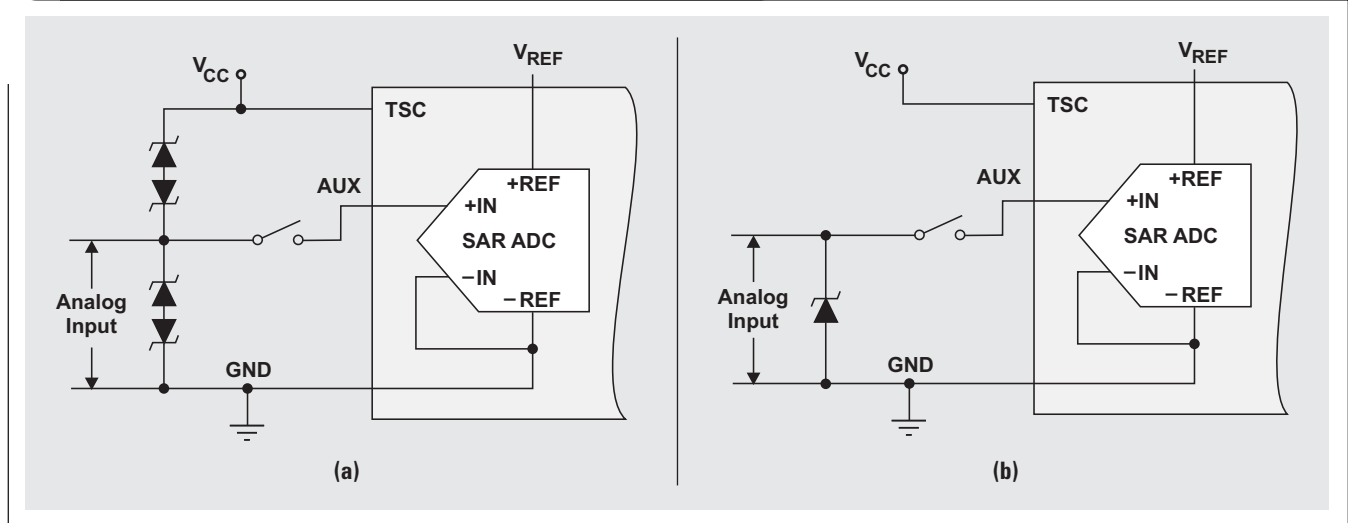 VCC
VREF
TSC
AUX
+REF
+IN
SAR ADC
–IN
–REF
Analog
Input
GND
(a)
VCC
VREF
TSC
AUX
+REF
+IN
SAR ADC
–IN
–REF
Analog
Input
GND
(b)